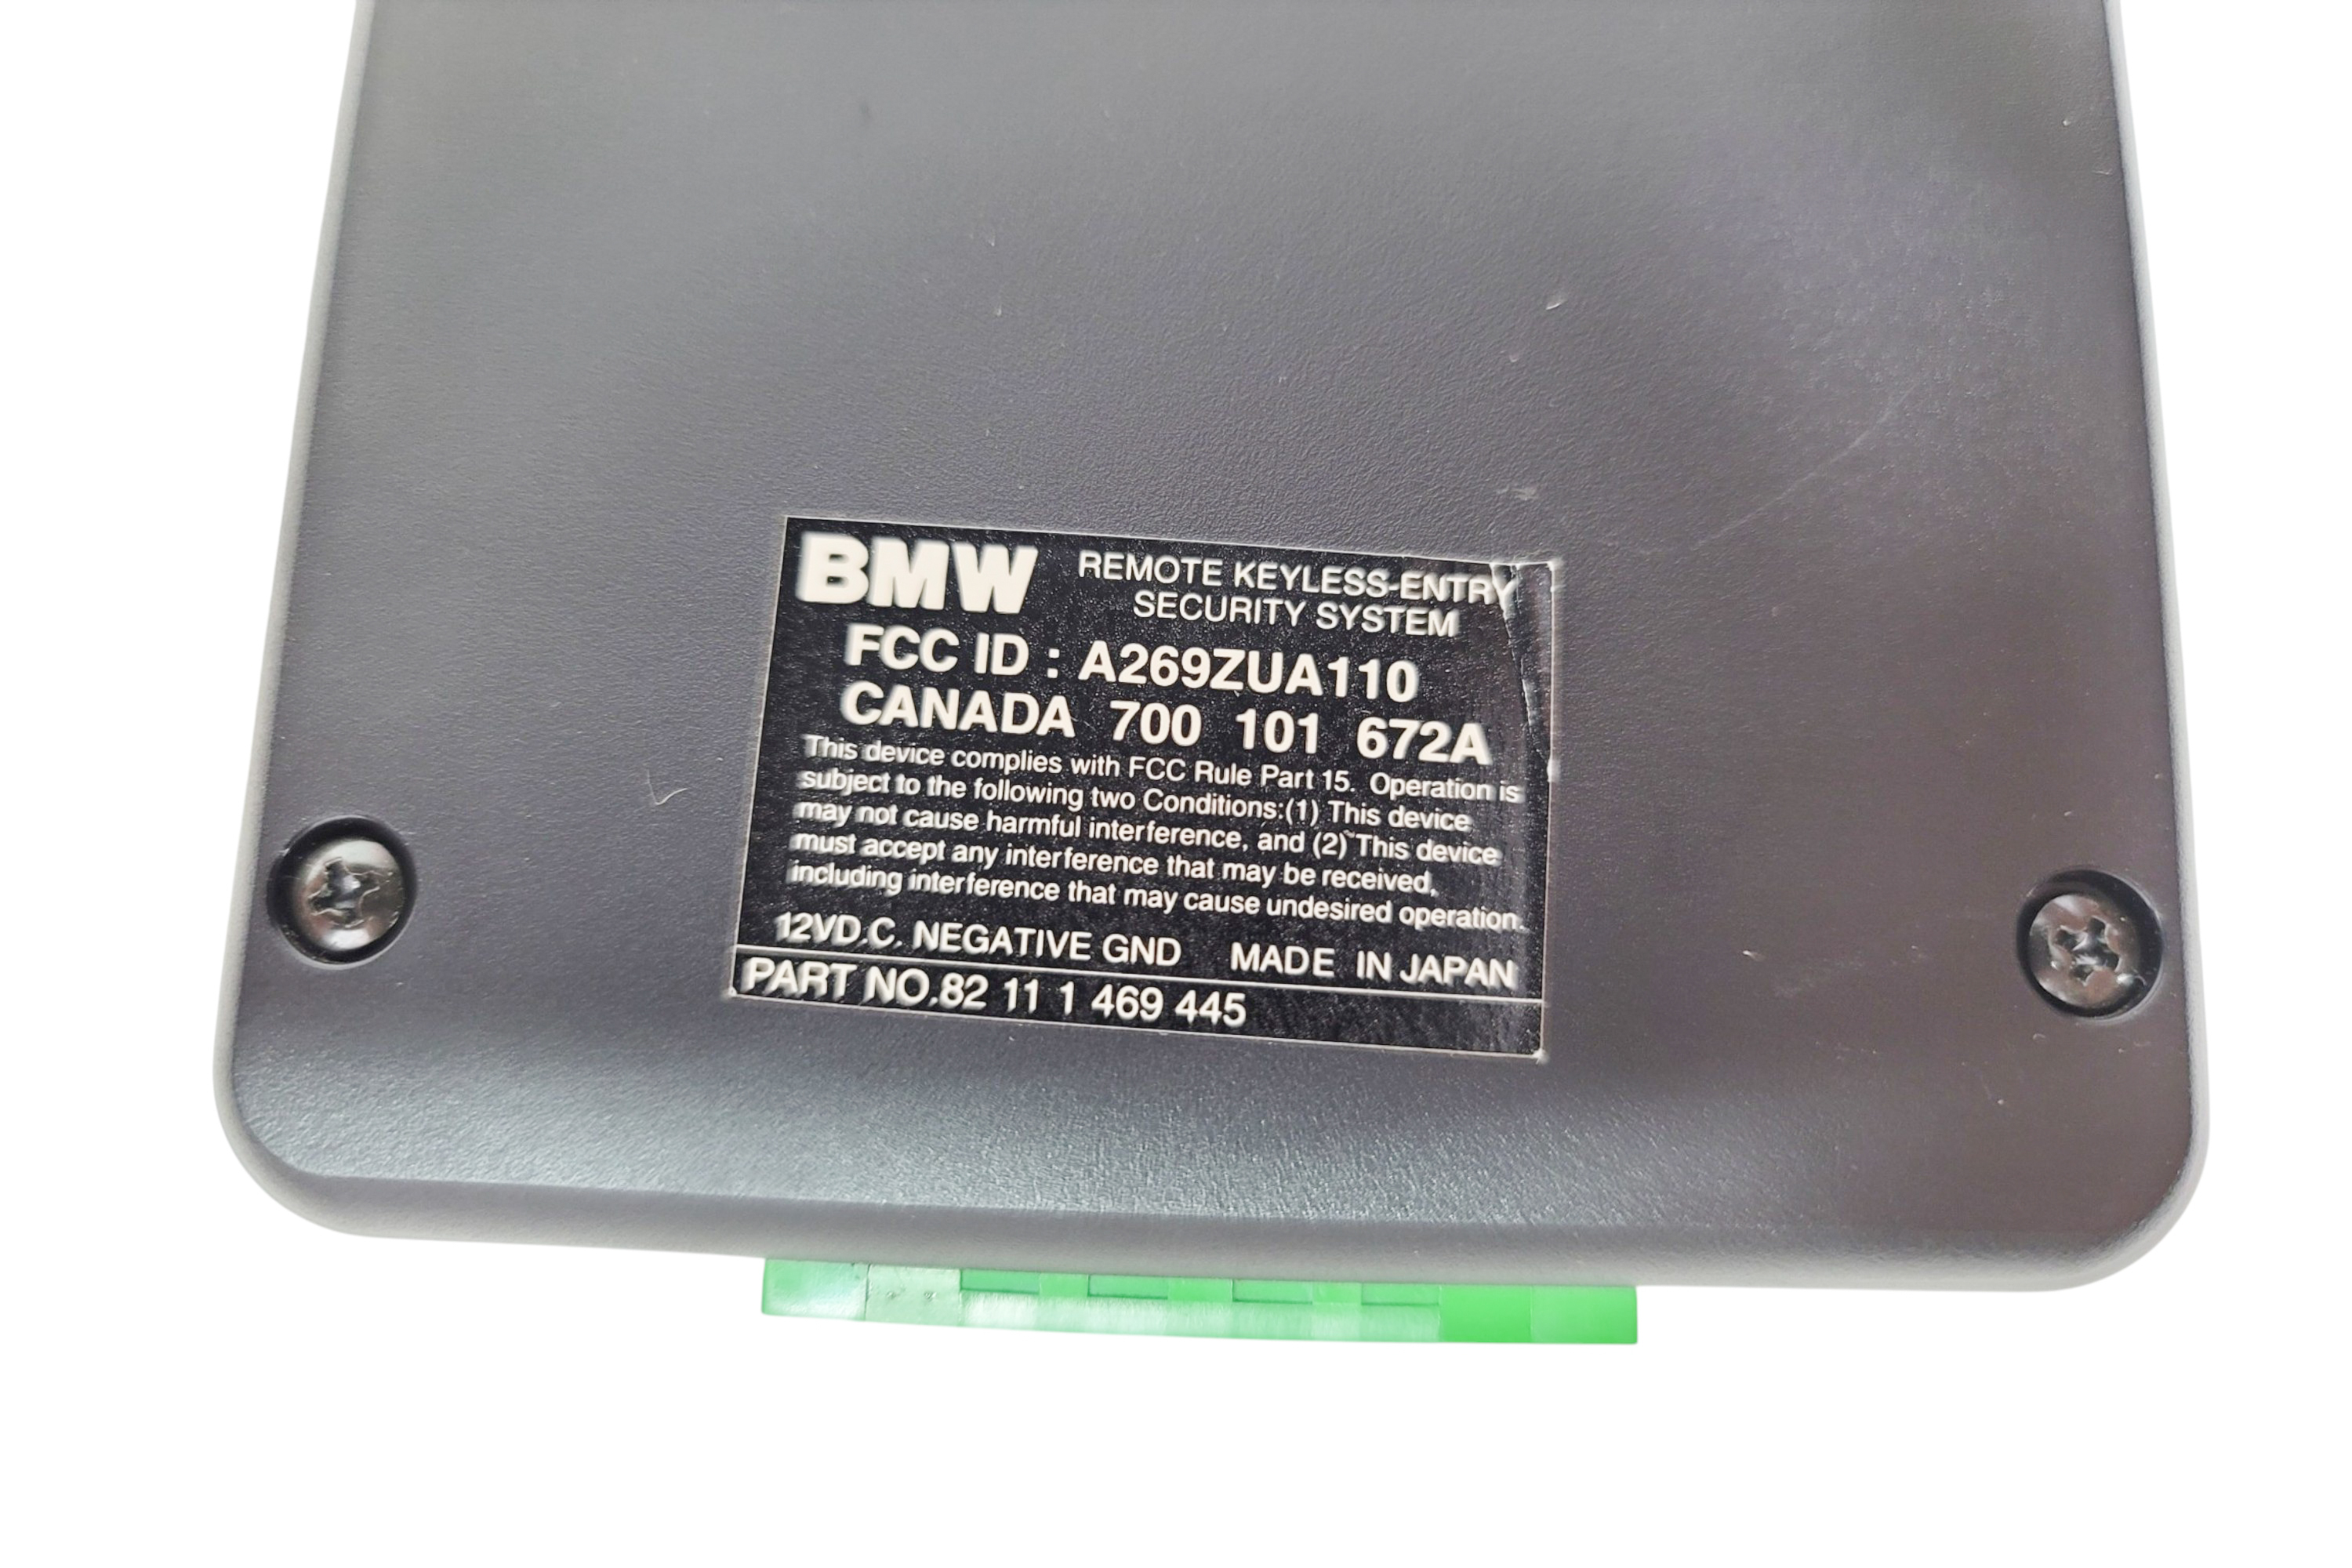 BMW REMOTE KEYLESS-ENTRY
SECURITY SYSTEM
FCC ID : A269ZUA110
CANADA 700 101 672A
This device complies with FCC Rule Part 15. Operation is
subject to the following two Conditions:(1) This device
may not cause harmful interference, and (2) This device
must accept any interference that may be received,
including interference that may cause undesired operation.
12VD.C. NEGATIVE GND MADE IN JAPAN
PART NO.82 11 1 469 445